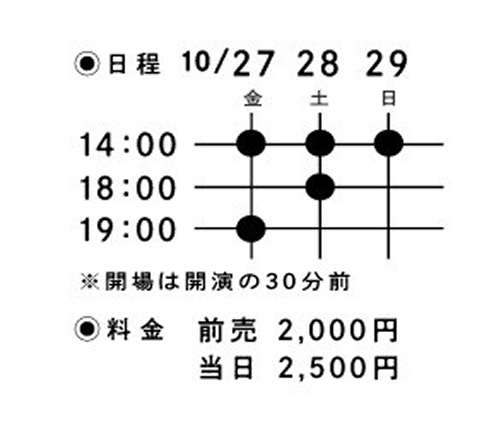 ◉日程 10/27 28 29
金 土 日
14:00
18:00
19:00
※開場は開演の30分前
◉料金 前売 2,000円
当日 2,500円